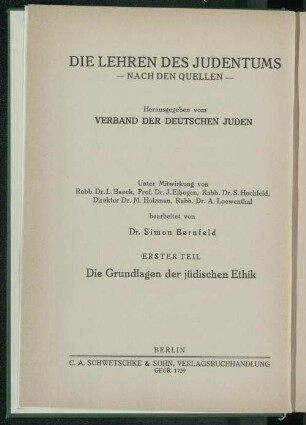 DIE LEHREN DES JUDENTUMS
— NACH DEN QUELLEN —
Herausgegeben vom
VERBAND DER DEUTSCHEN JUDEN
Unter Mitwirkung von
Rabb. Dr. L. Baeck, Prof. Dr. J. Elbogen, Rabb. Dr. S. Hochfeld,
Direktor Dr. M. Holzman, Rabb. Dr. A. Loewenthal
bearbeitet von
Dr. Simon Bernfeld
ERSTER TEIL
Die Grundlagen der jüdischen Ethik
BERLIN
C. A. SCHWETSCHKE & SOHN, VERLAGSBUCHHANDLUNG
GEGR. 1729